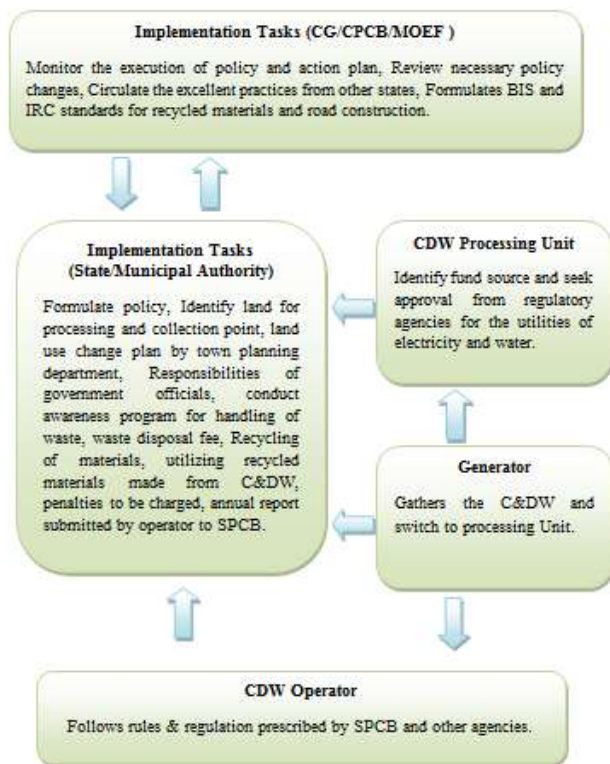 Implementation Tasks (CG/CPCB/MOEF )
Monitor the execution of policy and action plan, Review necessary policy
changes, Circulate the excellent practices from other states, Formulates BIS and
IRC standards for recycled materials and road construction.
Implementation Tasks
(State/Municipal Authority)
Formulate policy, Identify land for
processing and collection point, land
use change plan by town planning
department, Responsibilities of
government officials, conduct
awareness program for handling of
waste, waste disposal fee, Recycling
of materials, utilizing recycled
materials made from C&DW,
penalties to be charged, annual report
submitted by operator to SPCB.
CDW Processing Unit
Identify fund source and seek
approval from regulatory
agencies for the utilities of
electricity and water.
Generator
Gathers the C&DW and
switch to processing Unit.
CDW Operator
Follows rules & regulation prescribed by SPCB and other agencies.